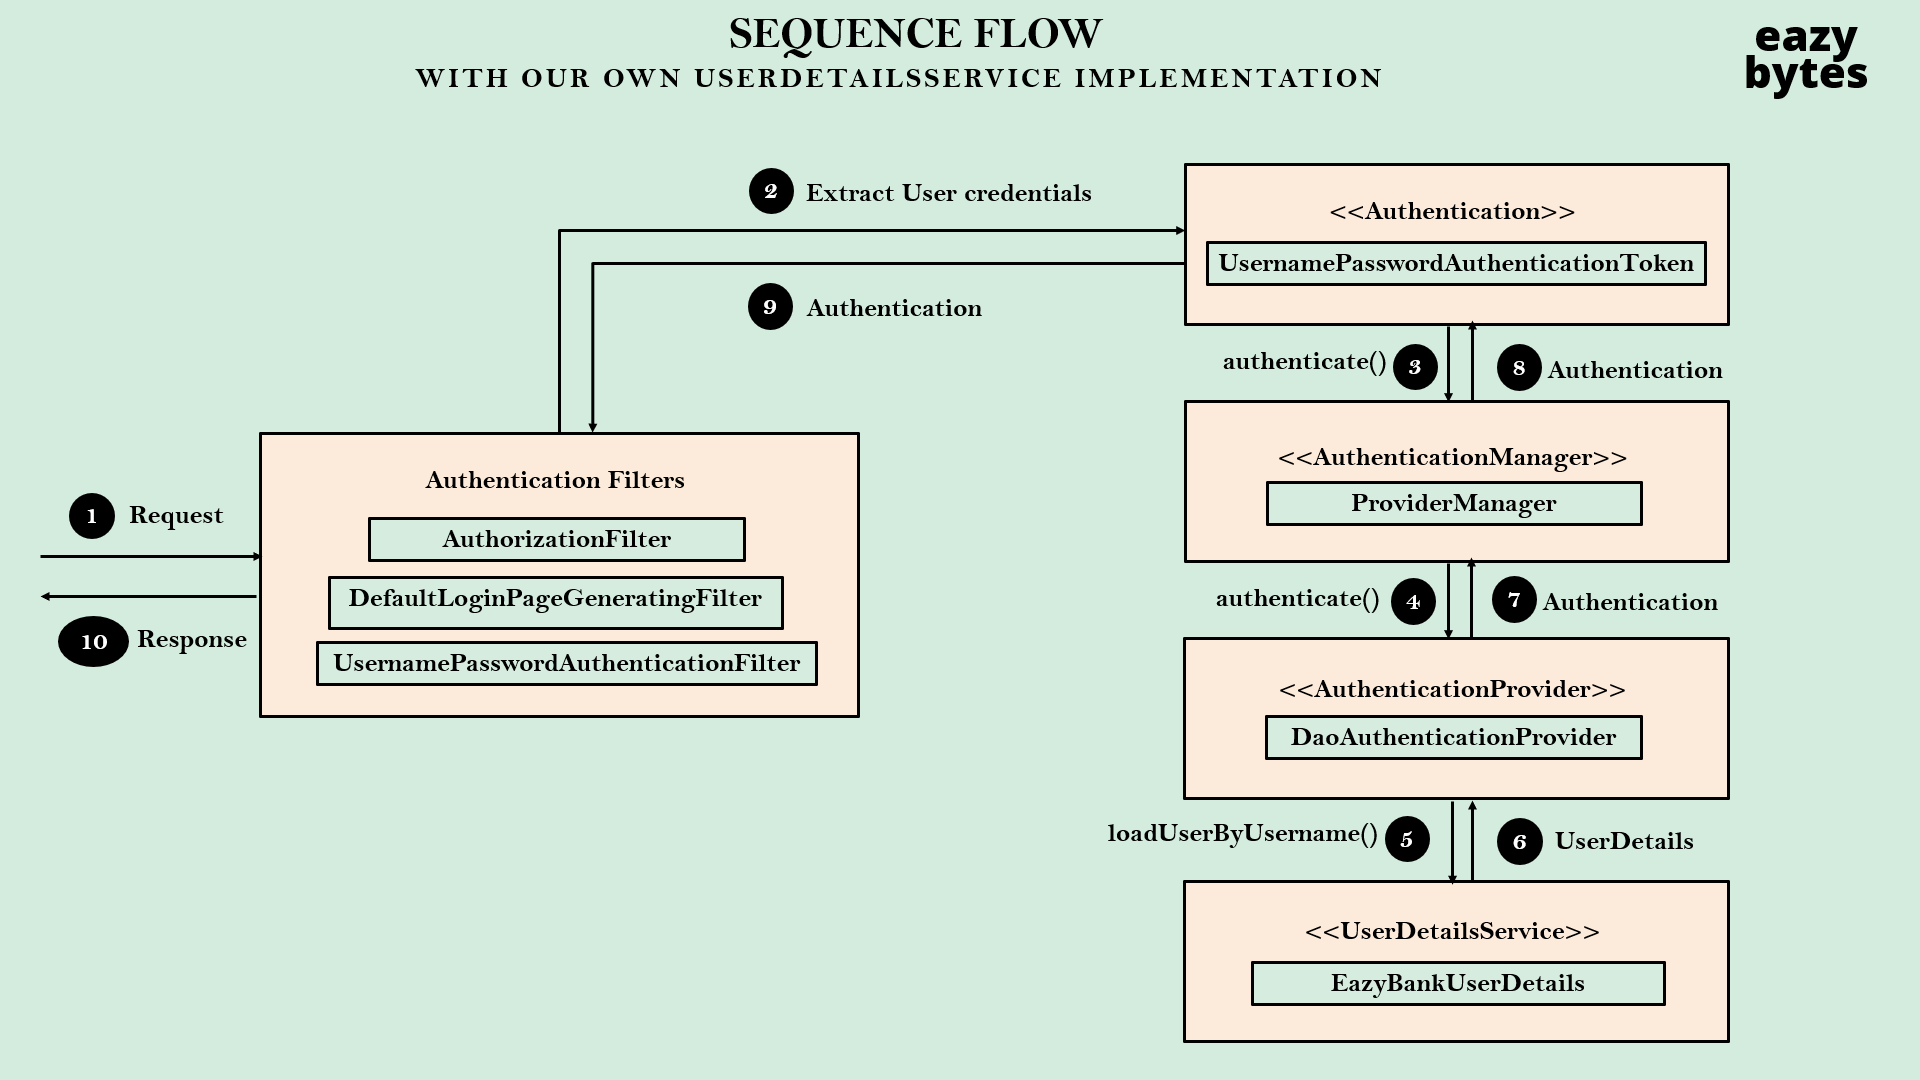 SEQUENCE FLOW
WITH OUR OWN USERDETAILSSERVICE IMPLEMENTATION
eazy
bytes
2 Extract User credentials
9 Authentication
<<Authentication>>
UsernamePasswordAuthenticationToken
authenticate() 3
8 Authentication
<<AuthenticationManager>>
ProviderManager
1 Request
10 Response
Authentication Filters
AuthorizationFilter
DefaultLoginPageGeneratingFilter
UsernamePasswordAuthenticationFilter
authenticate() 4
7 Authentication
<<AuthenticationProvider>>
DaoAuthenticationProvider
loadUserByUsername() 5
6 UserDetails
<<UserDetailsService>>
EazyBankUserDetails